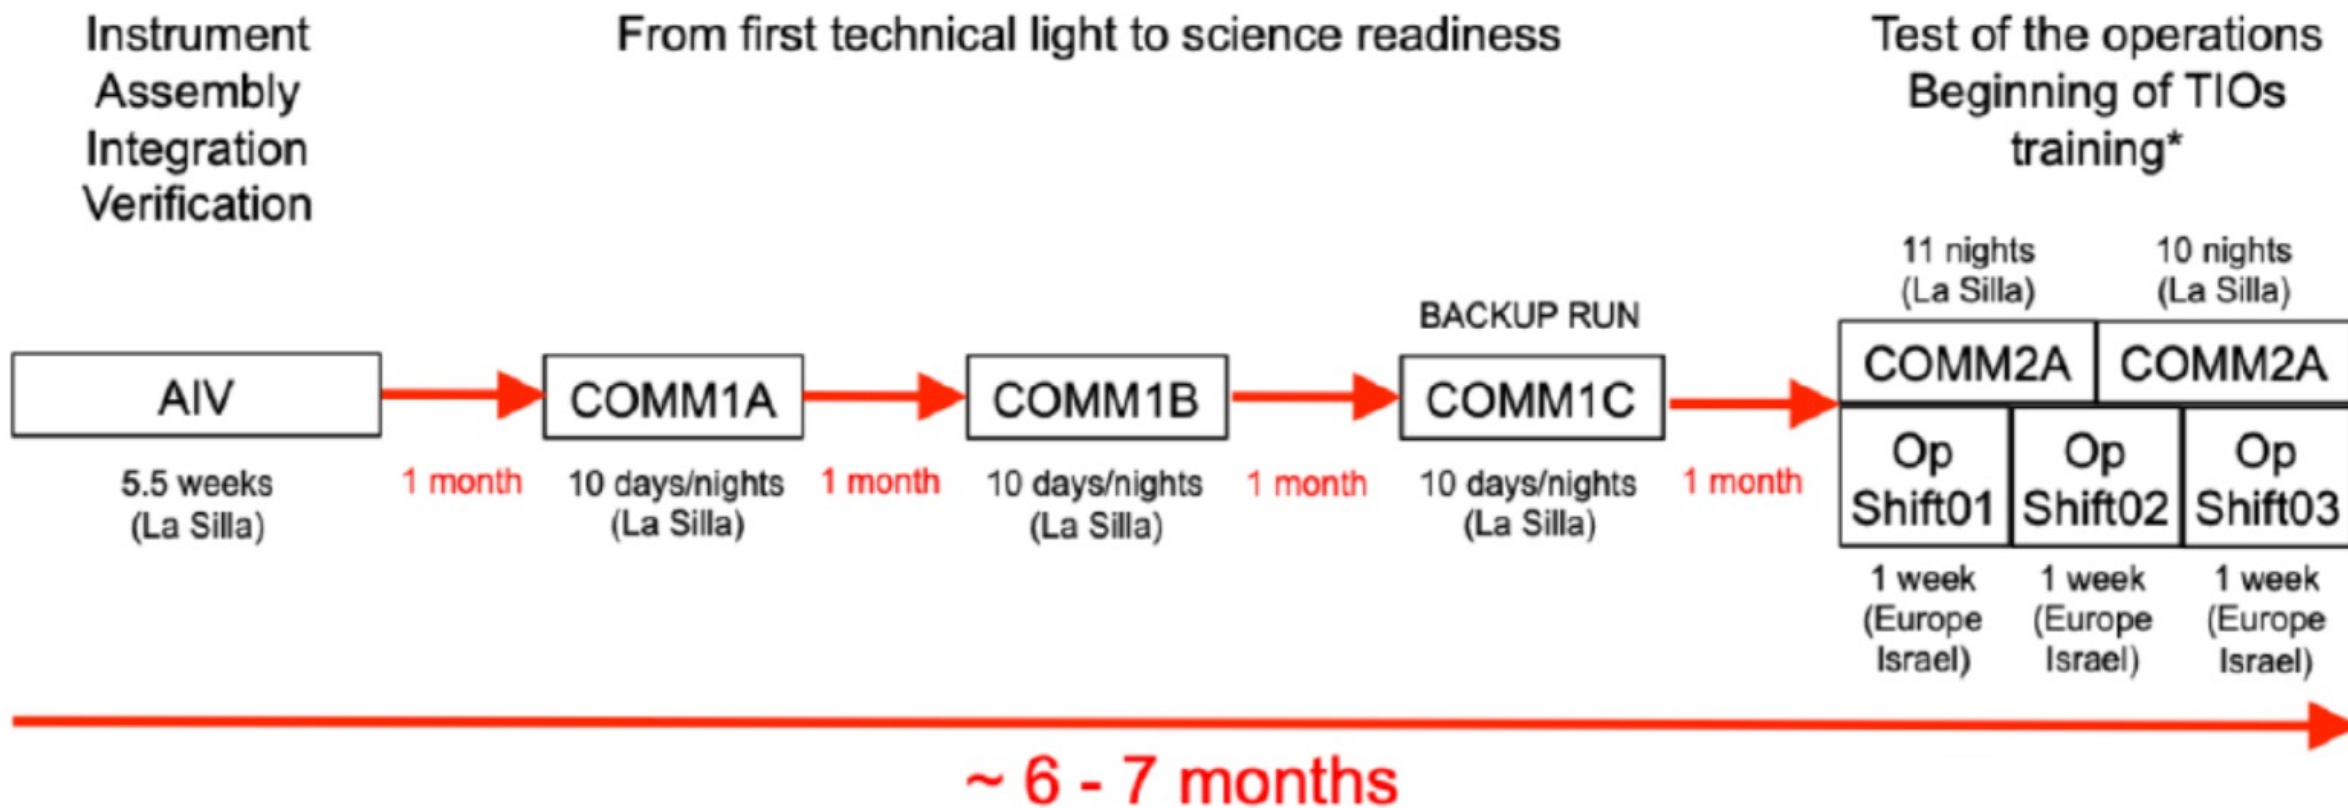 Instrument
Assembly
Integration
Verification
From first technical light to science readiness
Test of the operations
Beginning of TIOs
training*
11 nights
(La Silla)
10 nights
(La Silla)
BACKUP RUN
AIV
COMM1A
COMM1B
COMM1C
COMM2A
COMM2A
Op
Shift01
Op
Shift02
Op
Shift03
5.5 weeks
(La Silla)
1 month
10 days/nights
(La Silla)
1 month
10 days/nights
(La Silla)
1 month
10 days/nights
(La Silla)
1 month
1 week
(Europe
Israel)
1 week
(Europe
Israel)
1 week
(Europe
Israel)
~ 6 - 7 months